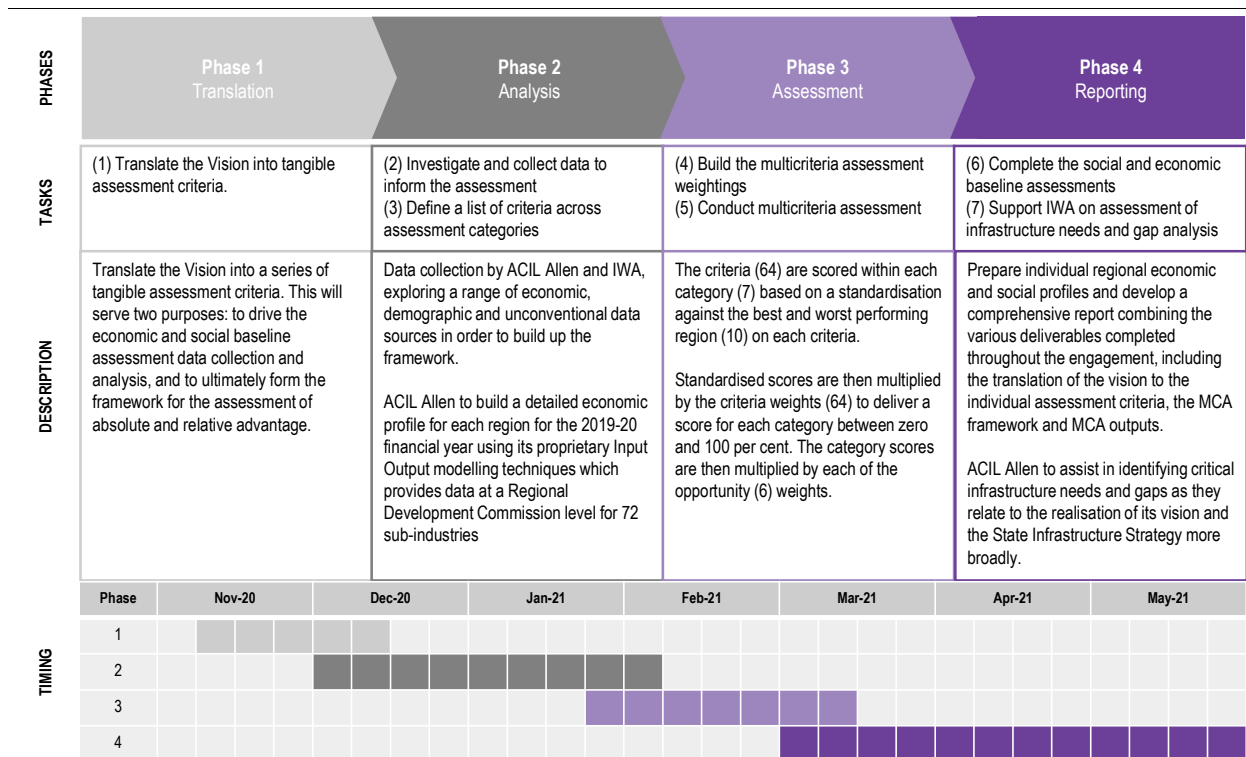 PHASES
Phase 1
Translation
Phase 2
Analysis
Phase 3
Assessment
Phase 4
Reporting
TASKS
(1) Translate the Vision into tangible
assessment criteria.
(2) Investigate and collect data to
inform the assessment
(3) Define a list of criteria across
assessment categories
(4) Build the multicriteria assessment
weightings
(5) Conduct multicriteria assessment
(6) Complete the social and economic
baseline assessments
(7) Support IWA on assessment of
infrastructure needs and gap analysis
DESCRIPTION
Translate the Vision into a series of
tangible assessment criteria. This will
serve two purposes: to drive the
economic and social baseline
assessment data collection and
analysis, and to ultimately form the
framework for the assessment of
absolute and relative advantage.
Data collection by ACIL Allen and IWA,
exploring a range of economic,
demographic and unconventional data
sources in order to build up the
framework.
ACIL Allen to build a detailed economic
profile for each region for the 2019-20
financial year using its proprietary Input
Output modelling techniques which
provides data at a Regional
Development Commission level for 72
sub-industries
The criteria (64) are scored within each
category (7) based on a standardisation
against the best and worst performing
region (10) on each criteria.
Standardised scores are then multiplied
by the criteria weights (64) to deliver a
score for each category between zero
and 100 per cent. The category scores
are then multiplied by each of the
opportunity (6) weights.
Prepare individual regional economic
and social profiles and develop a
comprehensive report combining the
various deliverables completed
throughout the engagement, including
the translation of the vision to the
individual assessment criteria, the MCA
framework and MCA outputs.
ACIL Allen to assist in identifying critical
infrastructure needs and gaps as they
relate to the realisation of its vision and
the State Infrastructure Strategy more
broadly.
TIMING
Phase Nov-20 Dec-20 Jan-21 Feb-21 Mar-21 Apr-21 May-21
1
2
3
4